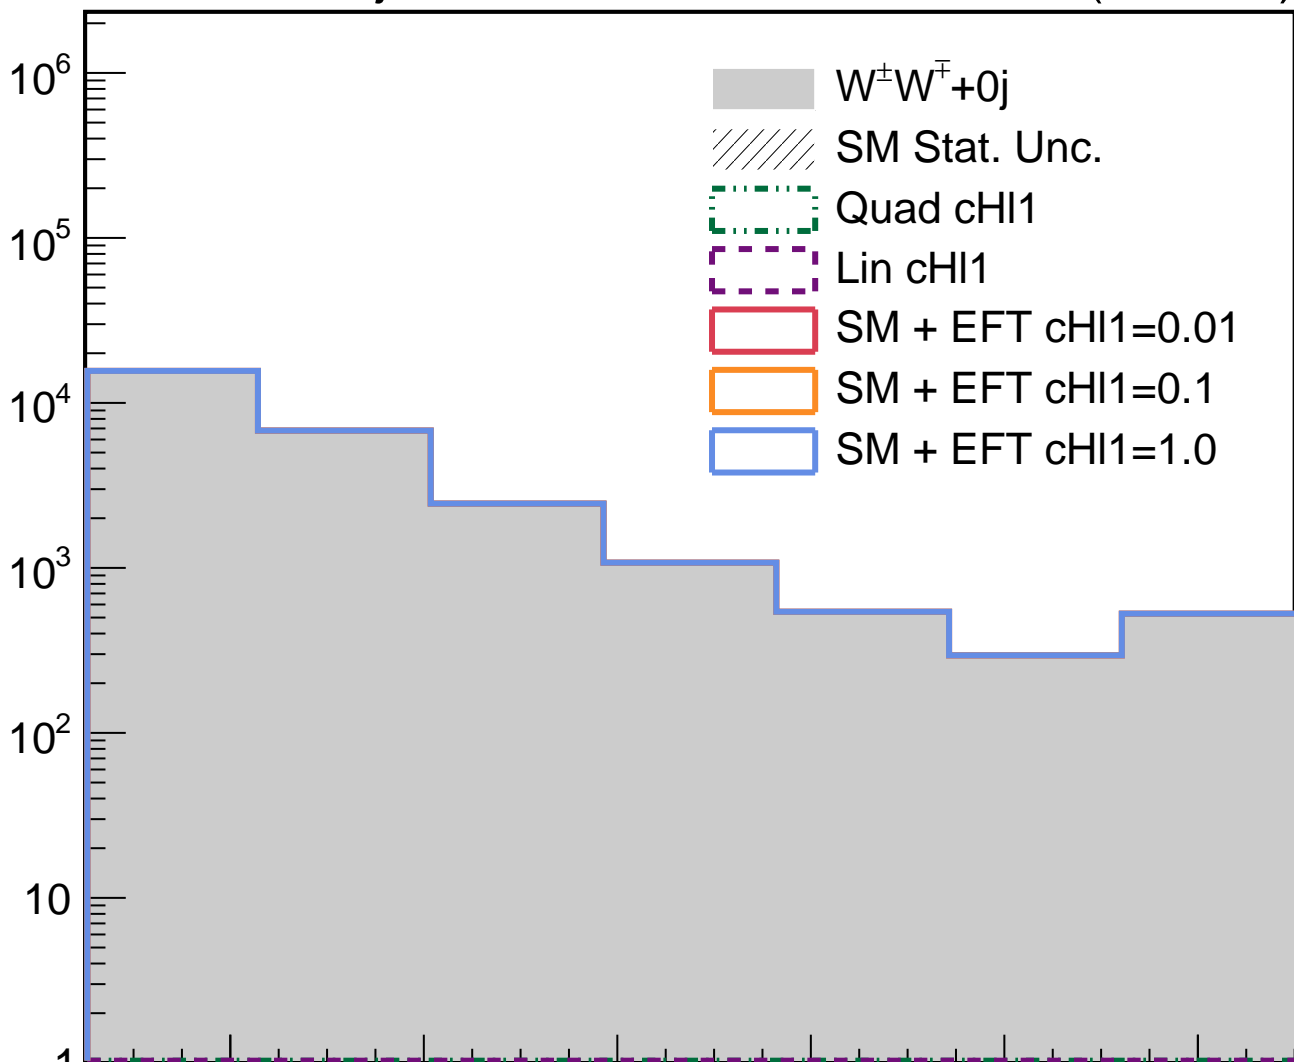 10^6
10^5
10^4
10^3
10^2
10
1
W^±W^∓+0j
SM Stat. Unc.
Quad cHl1
Lin cHl1
SM + EFT cHl1=0.01
SM + EFT cHl1=0.1
SM + EFT cHl1=1.0